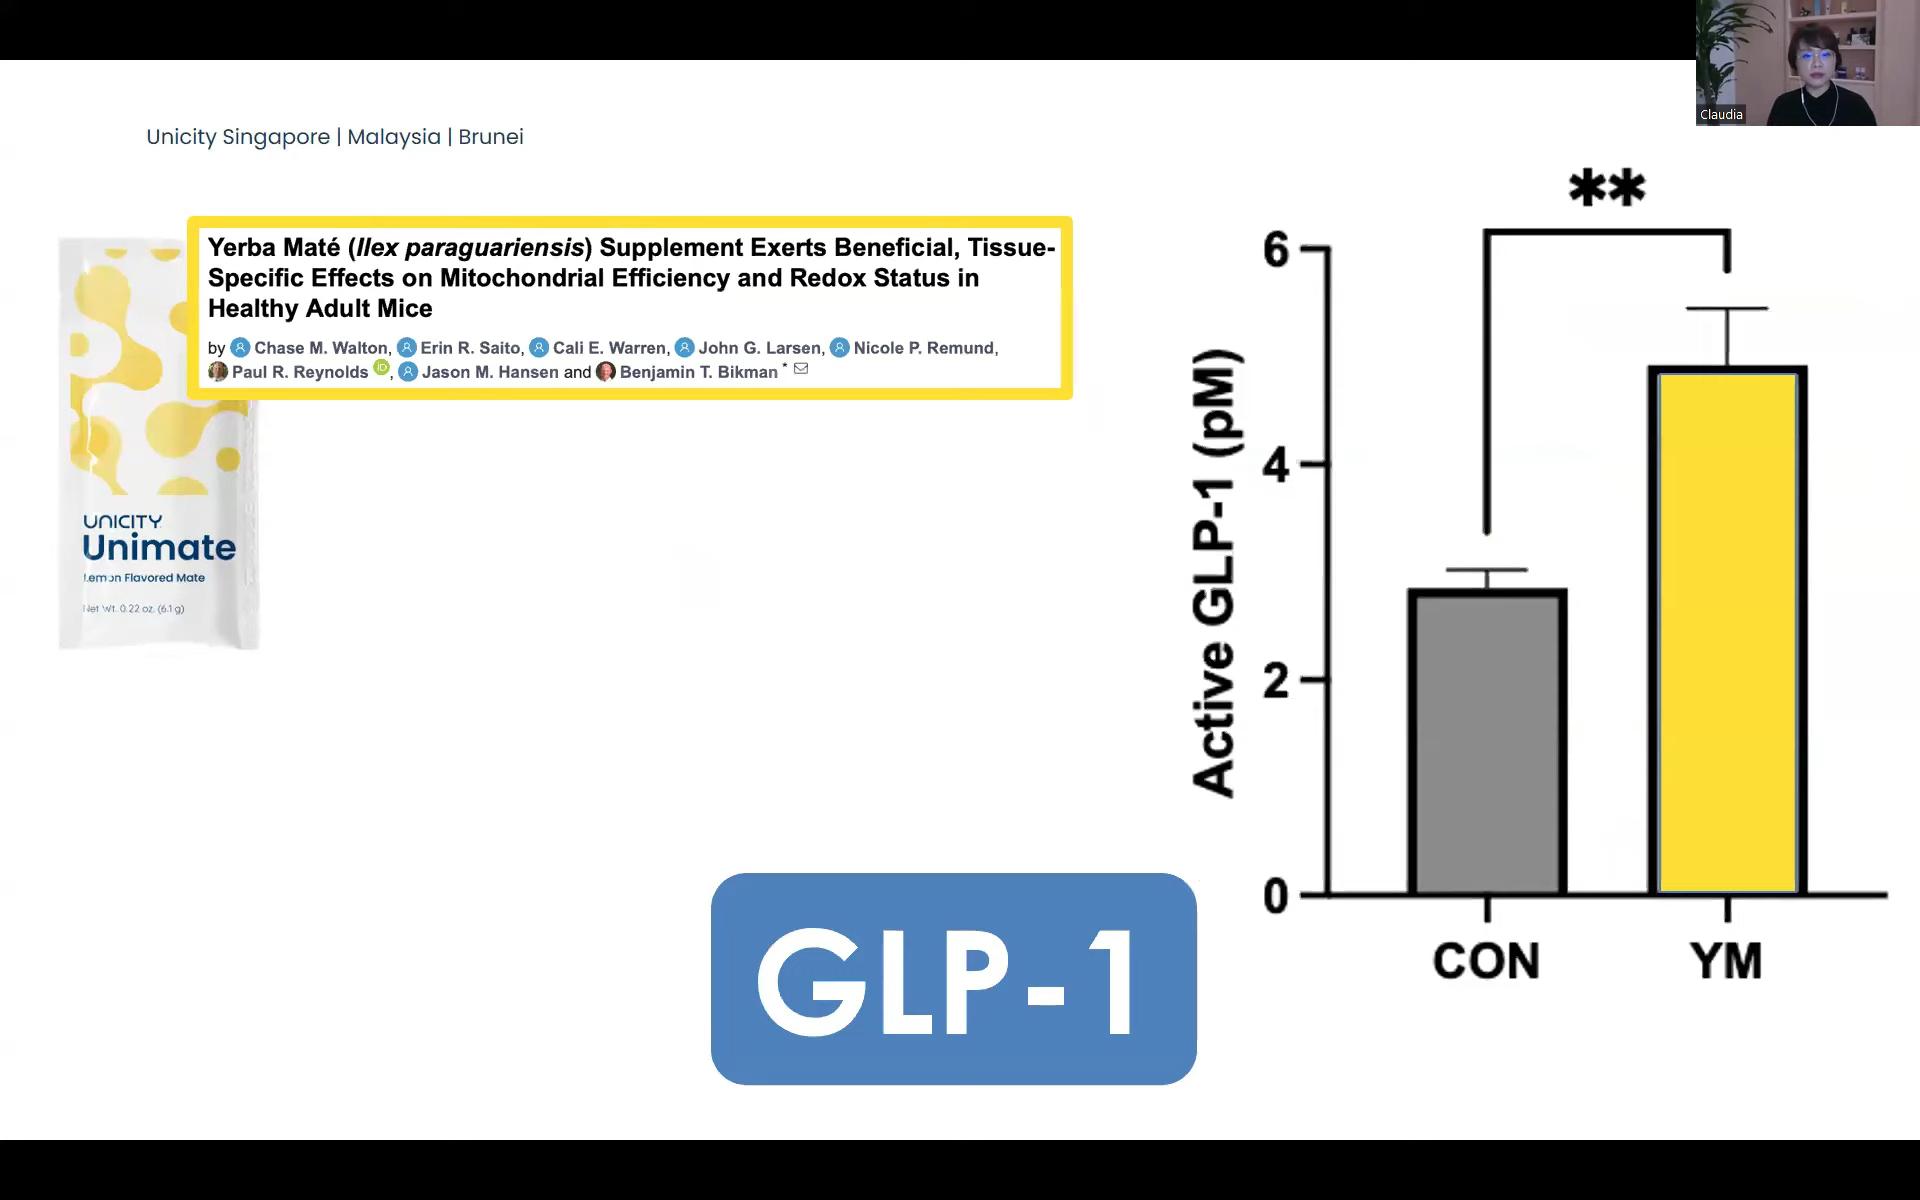 Claudia
Unicity Singapore | Malaysia | Brunei
Yerba Maté (Ilex paraguariensis) Supplement Exerts Beneficial, Tissue-
Specific Effects on Mitochondrial Efficiency and Redox Status in
Healthy Adult Mice
by Chase M. Walton, Erin R. Saito, Cali E. Warren, John G. Larsen, Nicole P. Remund,
Paul R. Reynolds iD, Jason M. Hansen and Benjamin T. Bikman *
UNICITY
Unimate
Lemon Flavored Mate
Net Wt. 0.22 oz. (6.1 g)
**
Active GLP-1 (pM)
6
4
2
0
CON YM
GLP-1